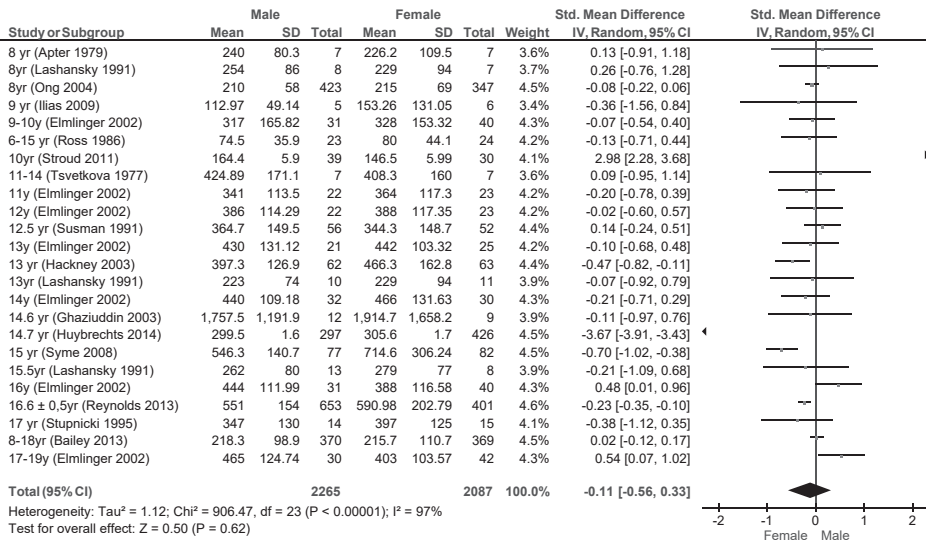 Male Female Std. Mean Difference Std. Mean Difference
Study or Subgroup Mean SD Total Mean SD Total Weight IV, Random, 95% CI IV, Random, 95% CI
8 yr (Apter 1979) 240 80.3 7 226.2 109.5 7 3.6% 0.13 [-0.91, 1.18]
8yr (Lashansky 1991) 254 86 8 229 94 7 3.7% 0.26 [-0.76, 1.28]
8yr (Ong 2004) 210 58 423 215 69 347 4.5% -0.08 [-0.22, 0.06]
9 yr (Ilias 2009) 112.97 49.14 5 153.26 131.05 6 3.4% -0.36 [-1.56, 0.84]
9-10y (Elmlinger 2002) 317 165.82 31 328 153.32 40 4.3% -0.07 [-0.54, 0.40]
6-15 yr (Ross 1986) 74.5 35.9 23 80 44.1 24 4.2% -0.13 [-0.71, 0.44]
10yr (Stroud 2011) 164.4 5.9 39 146.5 5.99 30 4.1% 2.98 [2.28, 3.68]
11-14 (Tsvetkova 1977) 424.89 171.1 7 408.3 160 7 3.6% 0.09 [-0.95, 1.14]
11y (Elmlinger 2002) 341 113.5 22 364 117.3 23 4.2% -0.20 [-0.78, 0.39]
12y (Elmlinger 2002) 386 114.29 22 388 117.35 23 4.2% -0.02 [-0.60, 0.57]
12.5 yr (Susman 1991) 364.7 149.5 56 344.3 148.7 52 4.4% 0.14 [-0.24, 0.51]
13y (Elmlinger 2002) 430 131.12 21 442 103.32 25 4.2% -0.10 [-0.68, 0.48]
13 yr (Hackney 2003) 397.3 126.9 62 466.3 162.8 63 4.4% -0.47 [-0.82, -0.11]
13yr (Lashansky 1991) 223 74 10 229 94 11 3.9% -0.07 [-0.92, 0.79]
14y (Elmlinger 2002) 440 109.18 32 466 131.63 30 4.3% -0.21 [-0.71, 0.29]
14.6 yr (Ghaziuddin 2003) 1,757.5 1,191.9 12 1,914.7 1,658.2 9 3.9% -0.11 [-0.97, 0.76]
14.7 yr (Huybrechts 2014) 299.5 1.6 297 305.6 1.7 426 4.5% -3.67 [-3.91, -3.43]
15 yr (Syme 2008) 546.3 140.7 77 714.6 306.24 82 4.5% -0.70 [-1.02, -0.38]
15.5yr (Lashansky 1991) 262 80 13 279 77 8 3.8% -0.21 [-1.09, 0.68]
16y (Elmlinger 2002) 444 111.99 31 388 116.58 40 4.3% 0.48 [0.01, 0.96]
16.6 ± 0,5yr (Reynolds 2013) 551 154 653 590.98 202.79 401 4.6% -0.23 [-0.35, -0.10]
17 yr (Stupnicki 1995) 347 130 14 397 125 15 4.0% -0.38 [-1.12, 0.35]
8-18yr (Bailey 2013) 218.3 98.9 370 215.7 110.7 369 4.5% 0.02 [-0.12, 0.17]
17-19y (Elmlinger 2002) 465 124.74 30 403 103.57 42 4.3% 0.54 [0.07, 1.02]
Total (95% CI) 2265 2087 100.0% -0.11 [-0.56, 0.33]
Heterogeneity: Tau² = 1.12; Chi² = 906.47, df = 23 (P < 0.00001); I² = 97%
Test for overall effect: Z = 0.50 (P = 0.62)
-2 -1 0 1 2
Female Male